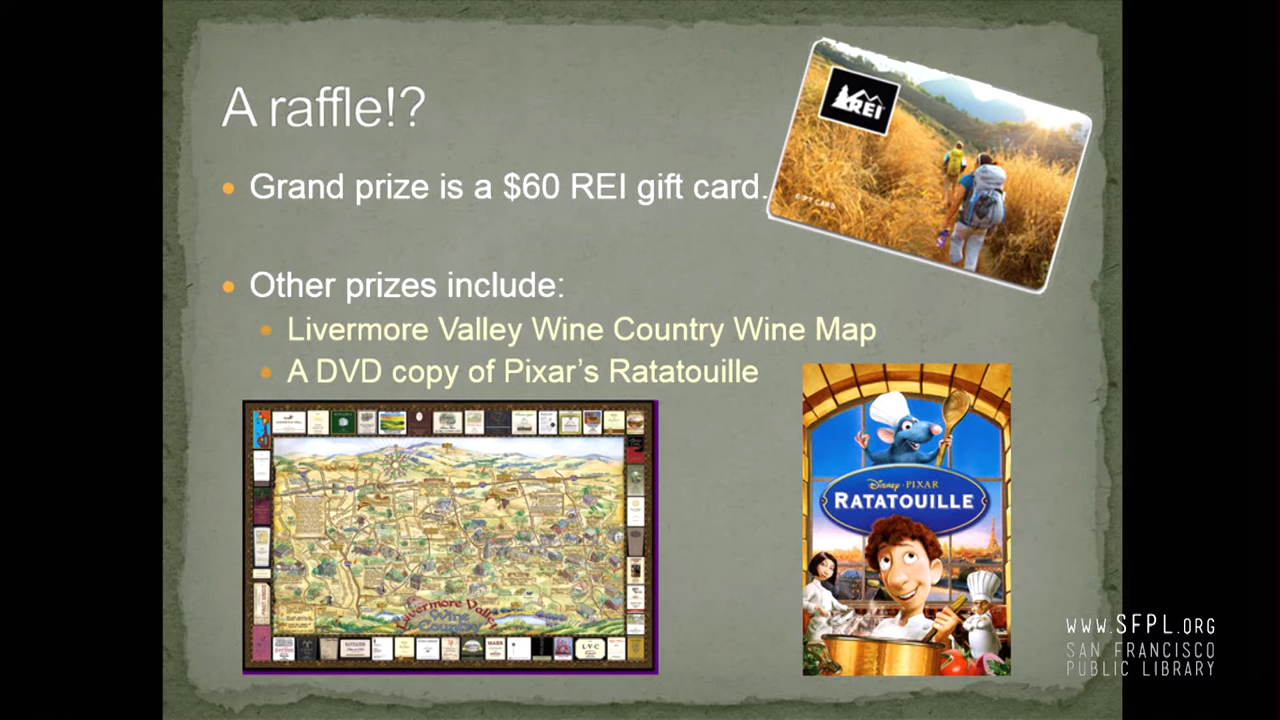 A raffle!?
REI
GIFT CARD
Grand prize is a $60 REI gift card.
Other prizes include:
Livermore Valley Wine Country Wine Map
A DVD copy of Pixar's Ratatouille
Livermore Valley
Wine
Country
Disney · PIXAR
RATATOUILLE
www.SFPL.ORG
SAN FRANCISCO
PUBLIC LIBRARY